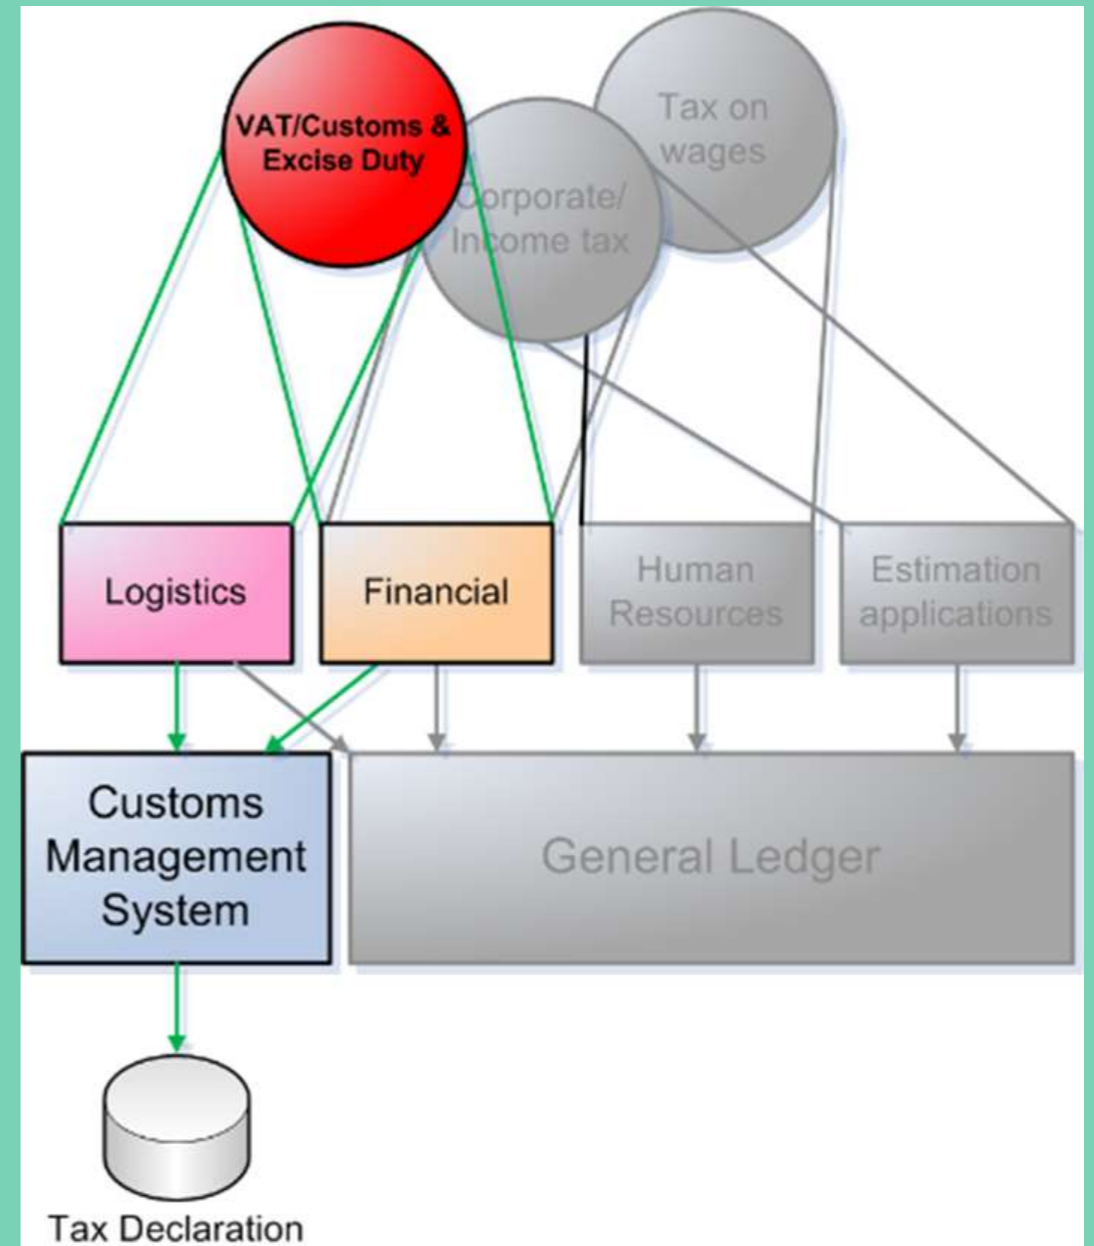 VAT/Customs &
Excise Duty
Tax on
wages
Corporate/
Income tax
Logistics
Financial
Human
Resources
Estimation
applications
Customs
Management
System
General Ledger
Tax Declaration